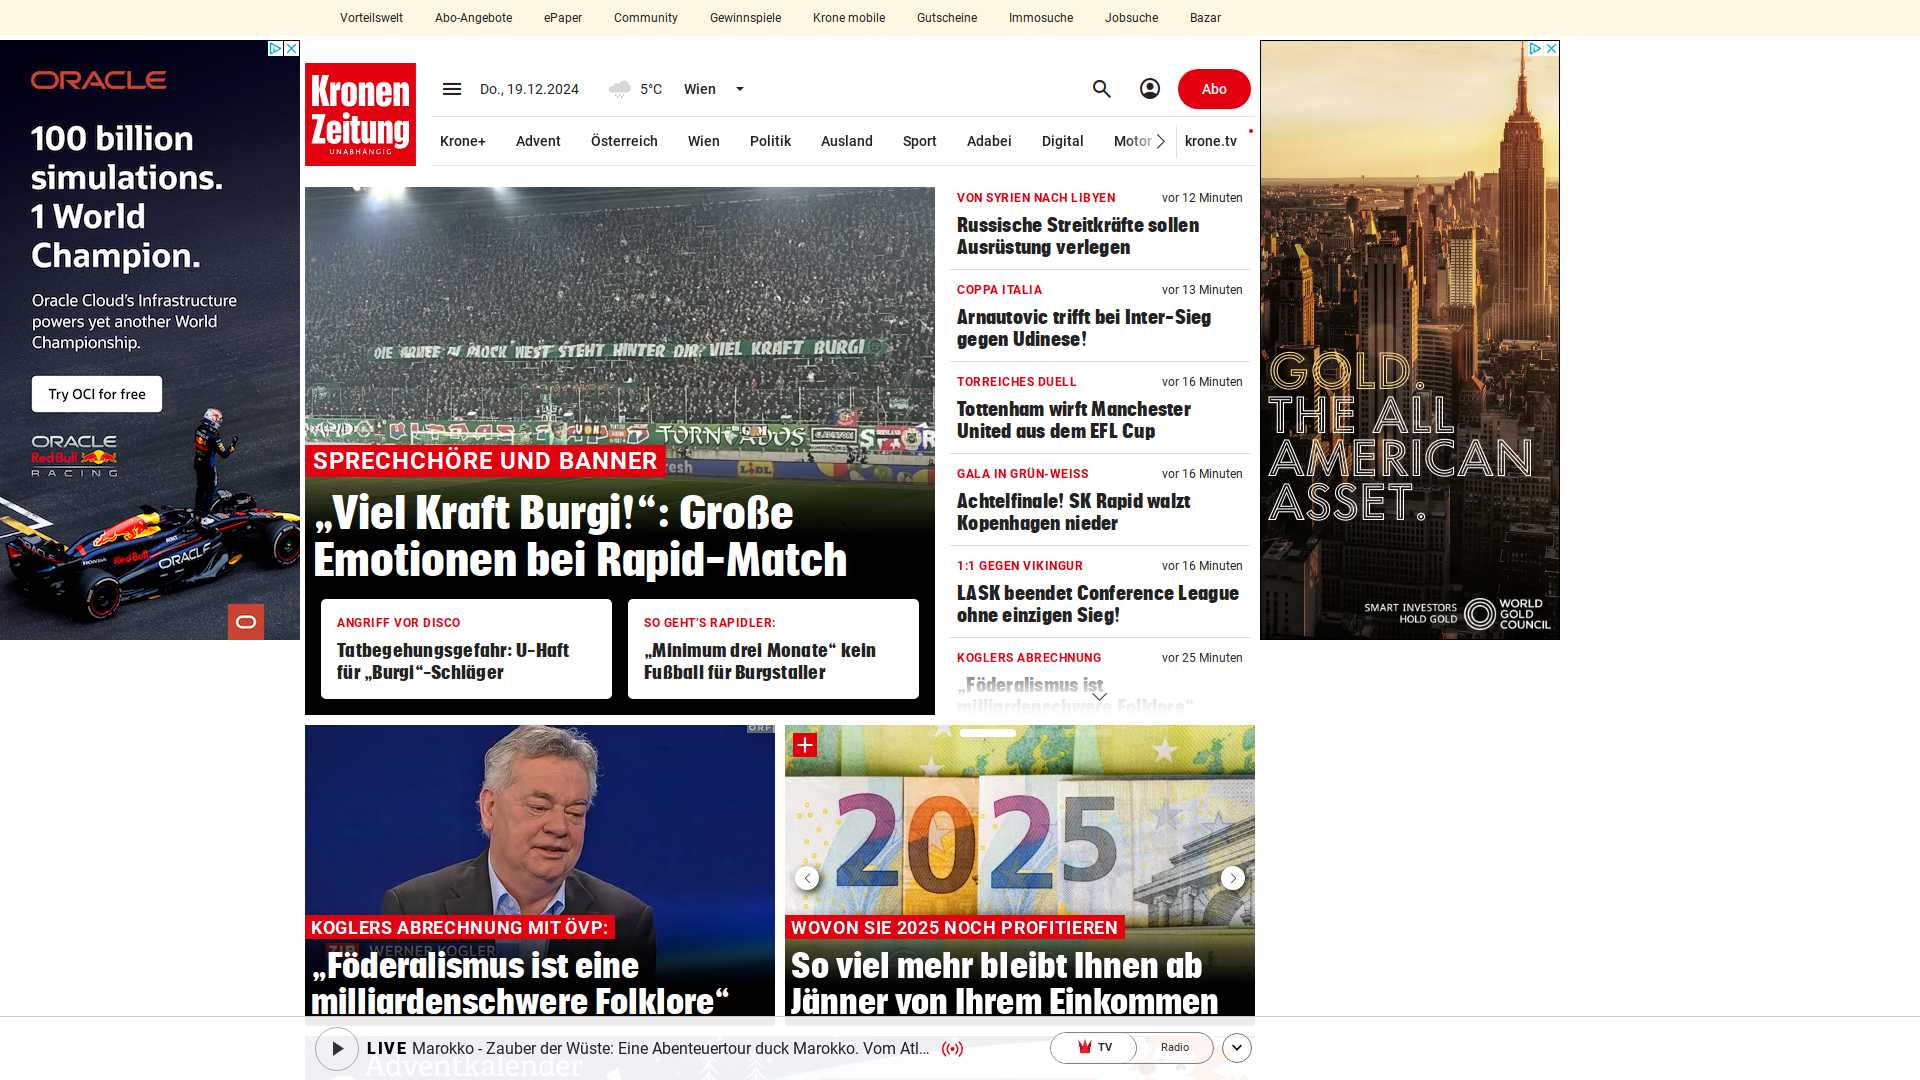 Vorteilswelt Abo-Angebote ePaper Community Gewinnspiele Krone mobile Gutscheine Immosuche Jobsuche Bazar
ORACLE
100 billion
simulations.
1 World
Champion.
Oracle Cloud's Infrastructure
powers yet another World
Championship.
Try OCI for free
ORACLE
Red Bull
RACING
Kronen
Zeitung
UNABHÄNGIG
Do., 19.12.2024 5°C Wien Abo
Krone+ Advent Österreich Wien Politik Ausland Sport Adabei Digital Motor krone.tv
DIE ARMEE IM BLOCK WEST STEHT HINTER DIR! VIEL KRAFT BURGI
TORNADOS
LIDL
SPRECHCHÖRE UND BANNER
„Viel Kraft Burgi!“: Große
Emotionen bei Rapid-Match
ANGRIFF VOR DISCO
Tatbegehungsgefahr: U-Haft
für „Burgi“-Schläger
SO GEHT’S RAPIDLER:
„Minimum drei Monate“ kein
Fußball für Burgstaller
VON SYRIEN NACH LIBYEN vor 12 Minuten
Russische Streitkräfte sollen
Ausrüstung verlegen
COPPA ITALIA vor 13 Minuten
Arnautovic trifft bei Inter-Sieg
gegen Udinese!
TORREICHES DUELL vor 16 Minuten
Tottenham wirft Manchester
United aus dem EFL Cup
GALA IN GRÜN-WEISS vor 16 Minuten
Achtelfinale! SK Rapid walzt
Kopenhagen nieder
1:1 GEGEN VIKINGUR vor 16 Minuten
LASK beendet Conference League
ohne einzigen Sieg!
KOGLERS ABRECHNUNG vor 25 Minuten
„Föderalismus ist
milliardenschwere Folklore“
GOLD.
THE ALL
AMERICAN
ASSET.
SMART INVESTORS
HOLD GOLD
WORLD
GOLD
COUNCIL
ORF
ZIB WERNER KOGLER
KOGLERS ABRECHNUNG MIT ÖVP:
„Föderalismus ist eine
milliardenschwere Folklore“
2025
WOVON SIE 2025 NOCH PROFITIEREN
So viel mehr bleibt Ihnen ab
Jänner von Ihrem Einkommen
LIVE Marokko - Zauber der Wüste: Eine Abenteuertour duck Marokko. Vom Atl... TV Radio
Adventkalender